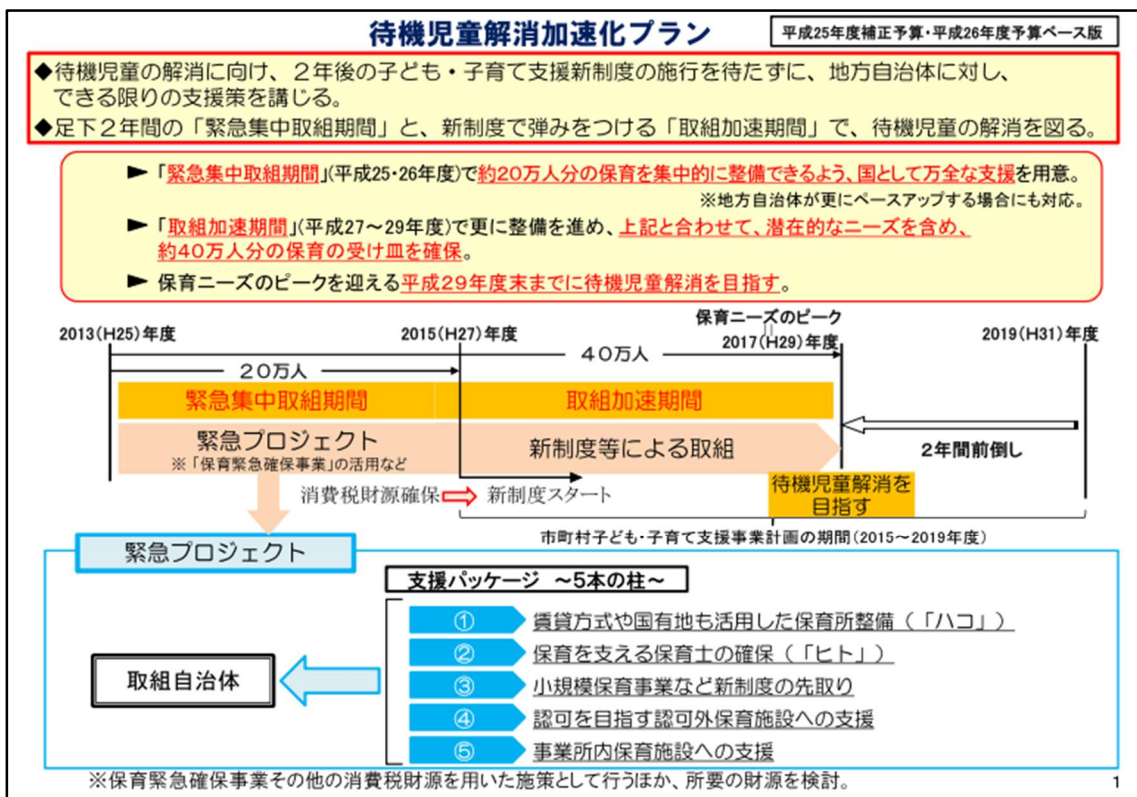 待機児童解消加速化プラン
平成25年度補正予算・平成26年度予算ベース版
◆待機児童の解消に向け、２年後の子ども・子育て支援新制度の施行を待たずに、地方自治体に対し、
できる限りの支援策を講じる。
◆足下２年間の「緊急集中取組期間」と、新制度で弾みをつける「取組加速期間」で、待機児童の解消を図る。
► 「緊急集中取組期間」(平成25・26年度)で約20万人分の保育を集中的に整備できるよう、国として万全な支援を用意。
※地方自治体が更にペースアップする場合にも対応。
► 「取組加速期間」(平成27～29年度)で更に整備を進め、上記と合わせて、潜在的なニーズを含め、
約40万人分の保育の受け皿を確保。
► 保育ニーズのピークを迎える平成29年度末までに待機児童解消を目指す。
保育ニーズのピーク
＝
2013(H25)年度
2015(H27)年度
2017(H29)年度
2019(H31)年度
４０万人
２０万人
緊急集中取組期間
取組加速期間
緊急プロジェクト
※「保育緊急確保事業」の活用など
新制度等による取組
2年間前倒し
消費税財源確保
新制度スタート
待機児童解消を
目指す
市町村子ども・子育て支援事業計画の期間(2015～2019年度)
緊急プロジェクト
支援パッケージ ～5本の柱～
① 賃貸方式や国有地も活用した保育所整備（「ハコ」）
② 保育を支える保育士の確保（「ヒト」）
取組自治体
③ 小規模保育事業など新制度の先取り
④ 認可を目指す認可外保育施設への支援
⑤ 事業所内保育施設への支援
※保育緊急確保事業その他の消費税財源を用いた施策として行うほか、所要の財源を検討。
1